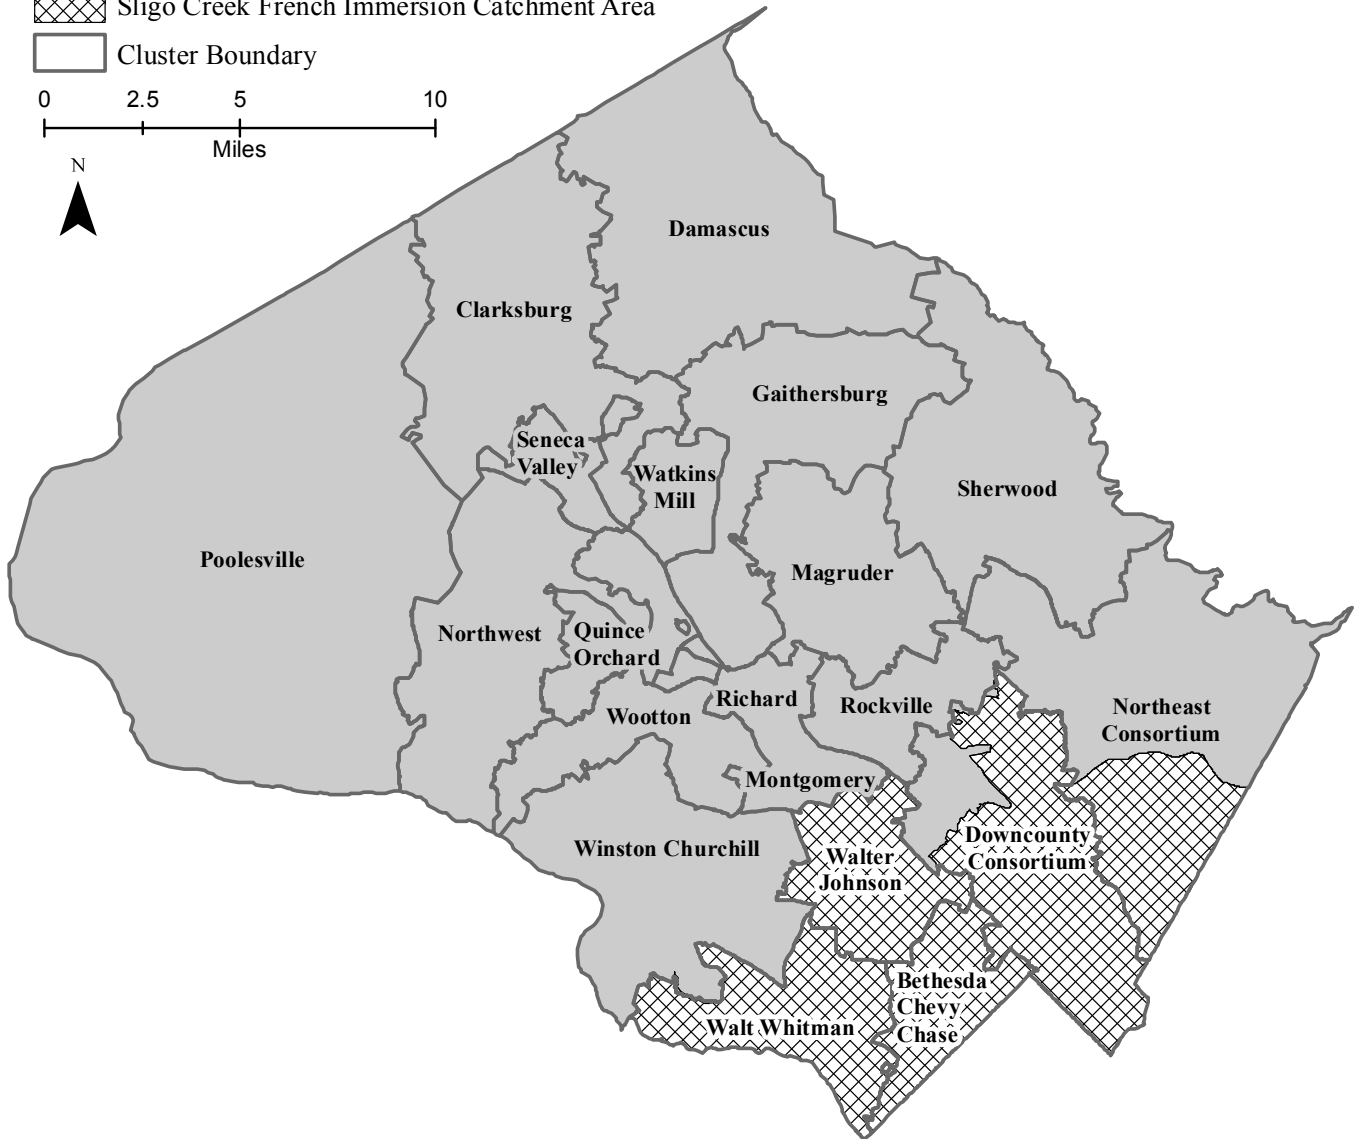 Sligo Creek French Immersion Catchment Area
Cluster Boundary
0 2.5 5 10
Miles
N
Damascus
Clarksburg
Gaithersburg
Seneca
Valley
Watkins
Mill
Sherwood
Poolesville
Magruder
Northwest
Quince
Orchard
Richard
Rockville
Northeast
Consortium
Wootton
Montgomery
Downcounty
Consortium
Winston Churchill
Walter
Johnson
Bethesda
Chevy
Chase
Walt Whitman